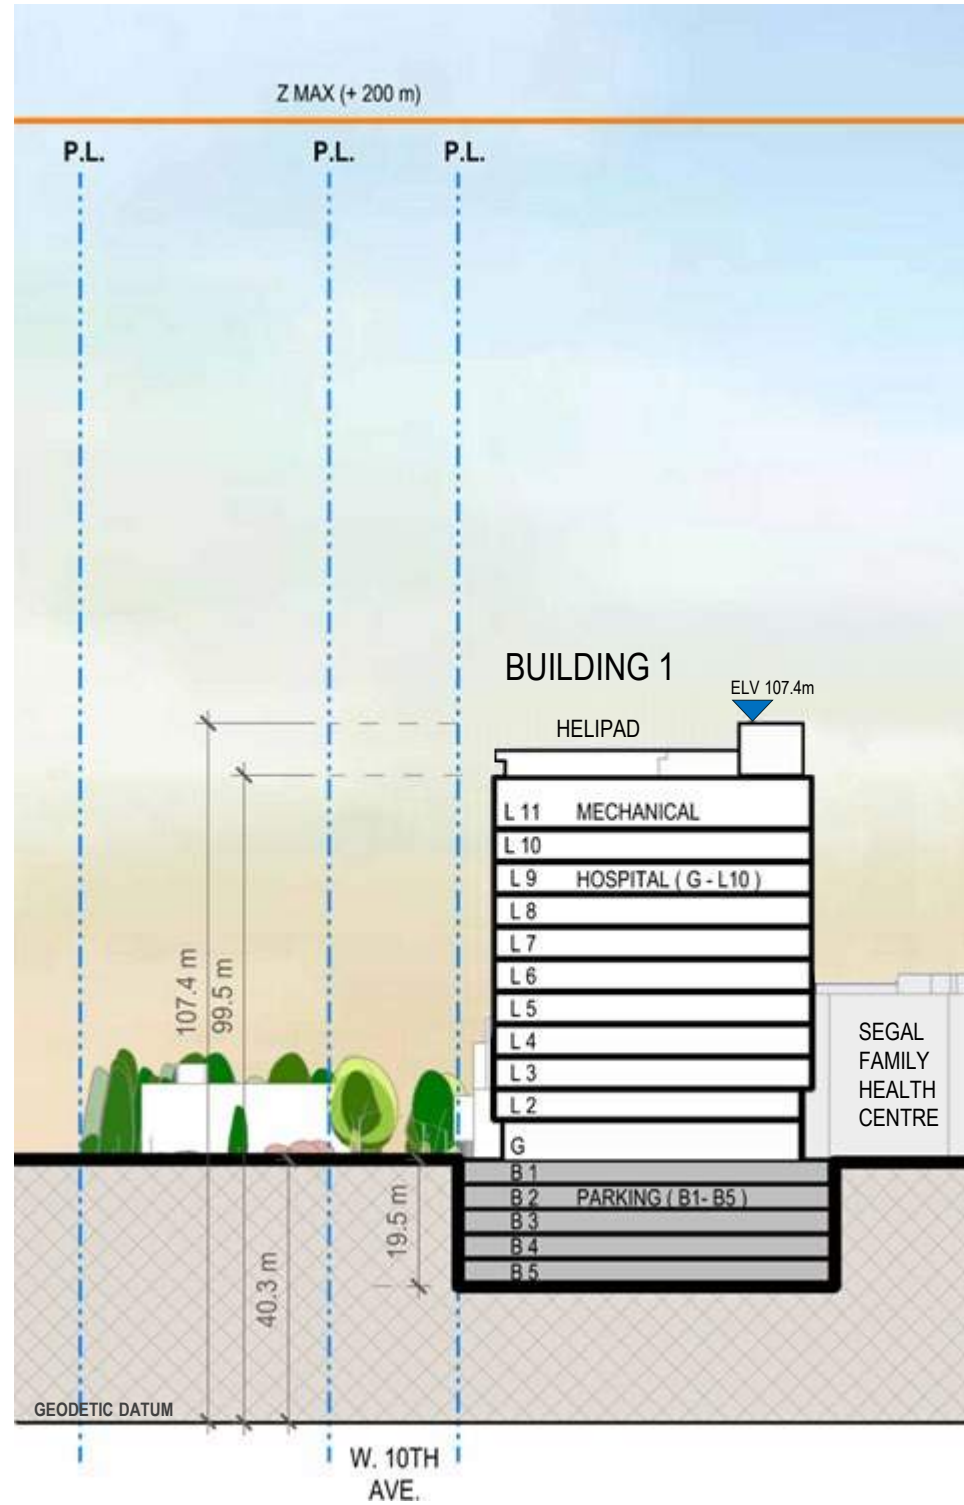 Z MAX (+ 200 m)
P.L.
P.L.
P.L.
BUILDING 1
ELV 107.4m
HELIPAD
L 11 MECHANICAL
L 10
L 9 HOSPITAL ( G - L10 )
L 8
L 7
L 6
L 5
L 4
L 3
L 2
G
B 1
B 2 PARKING ( B1- B5 )
B 3
B 4
B 5
107.4 m
99.5 m
19.5 m
40.3 m
SEGAL
FAMILY
HEALTH
CENTRE
GEODETIC DATUM
W. 10TH
AVE.